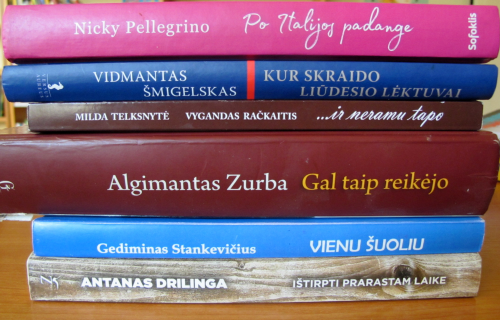 Nicky Pellegrino Po Italijos padange Sofoklis
VIDMANTAS ŠMIGELSKAS KUR SKRAIDO LIŪDESIO LĖKTUVAI
MILDA TELKSNYTĖ VYGANDAS RAČKAITIS ...ir neramu tapo
Algimantas Zurba Gal taip reikėjo
Gediminas Stankevičius VIENU ŠUOLIU
ANTANAS DRILINGA IŠTIRPTI PRARASTAM LAIKE